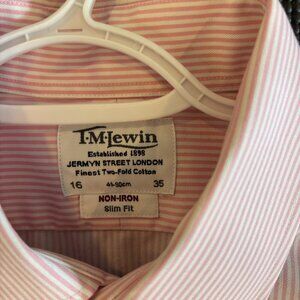 T·M·Lewin
Established 1898
JERMYN STREET LONDON
Finest Two-Fold Cotton
16 41-90cm 35
NON-IRON
Slim Fit